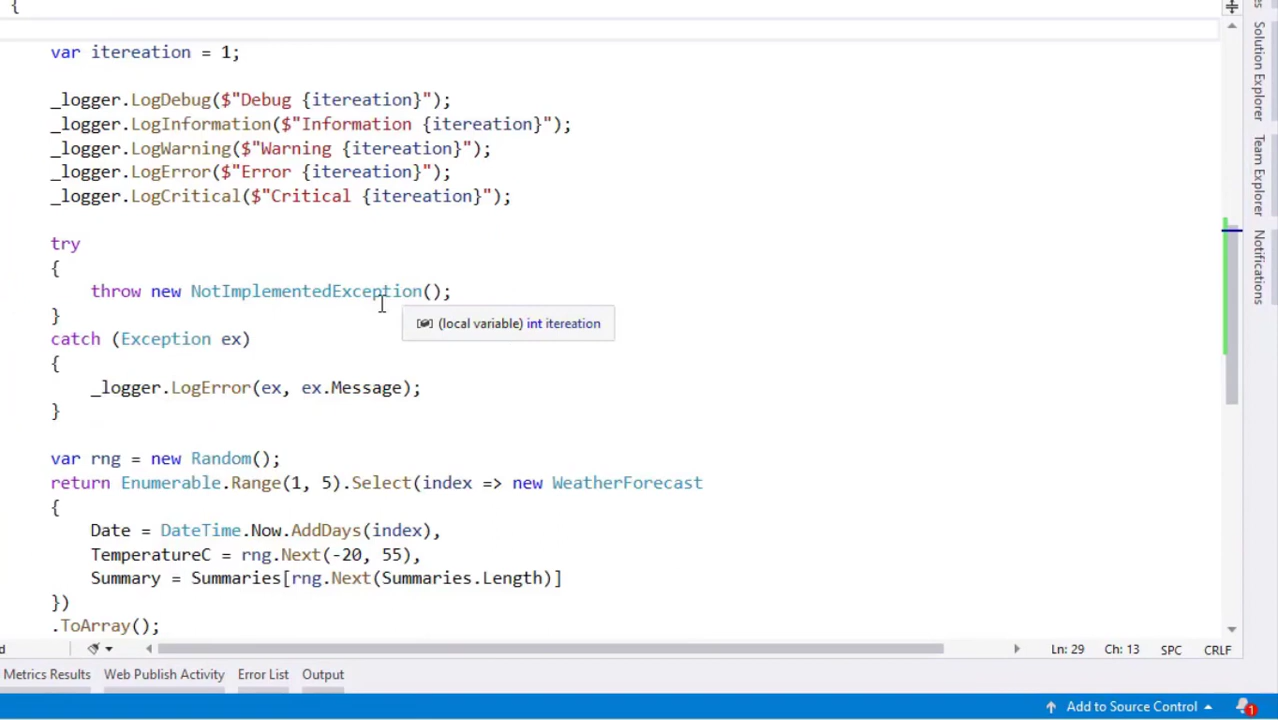 {
var itereation = 1;
_logger.LogDebug($"Debug {itereation}");
_logger.LogInformation($"Information {itereation}");
_logger.LogWarning($"Warning {itereation}");
_logger.LogError($"Error {itereation}");
_logger.LogCritical($"Critical {itereation}");
try
{
throw new NotImplementedException();
(local variable) int itereation
}
catch (Exception ex)
{
_logger.LogError(ex, ex.Message);
}
var rng = new Random();
return Enumerable.Range(1, 5).Select(index => new WeatherForecast
{
Date = DateTime.Now.AddDays(index),
TemperatureC = rng.Next(-20, 55),
Summary = Summaries[rng.Next(Summaries.Length)]
})
.ToArray();
Ln: 29 Ch: 13 SPC CRLF
Metrics Results Web Publish Activity Error List Output
Add to Source Control 1
Solution Explorer
Team Explorer
Notifications